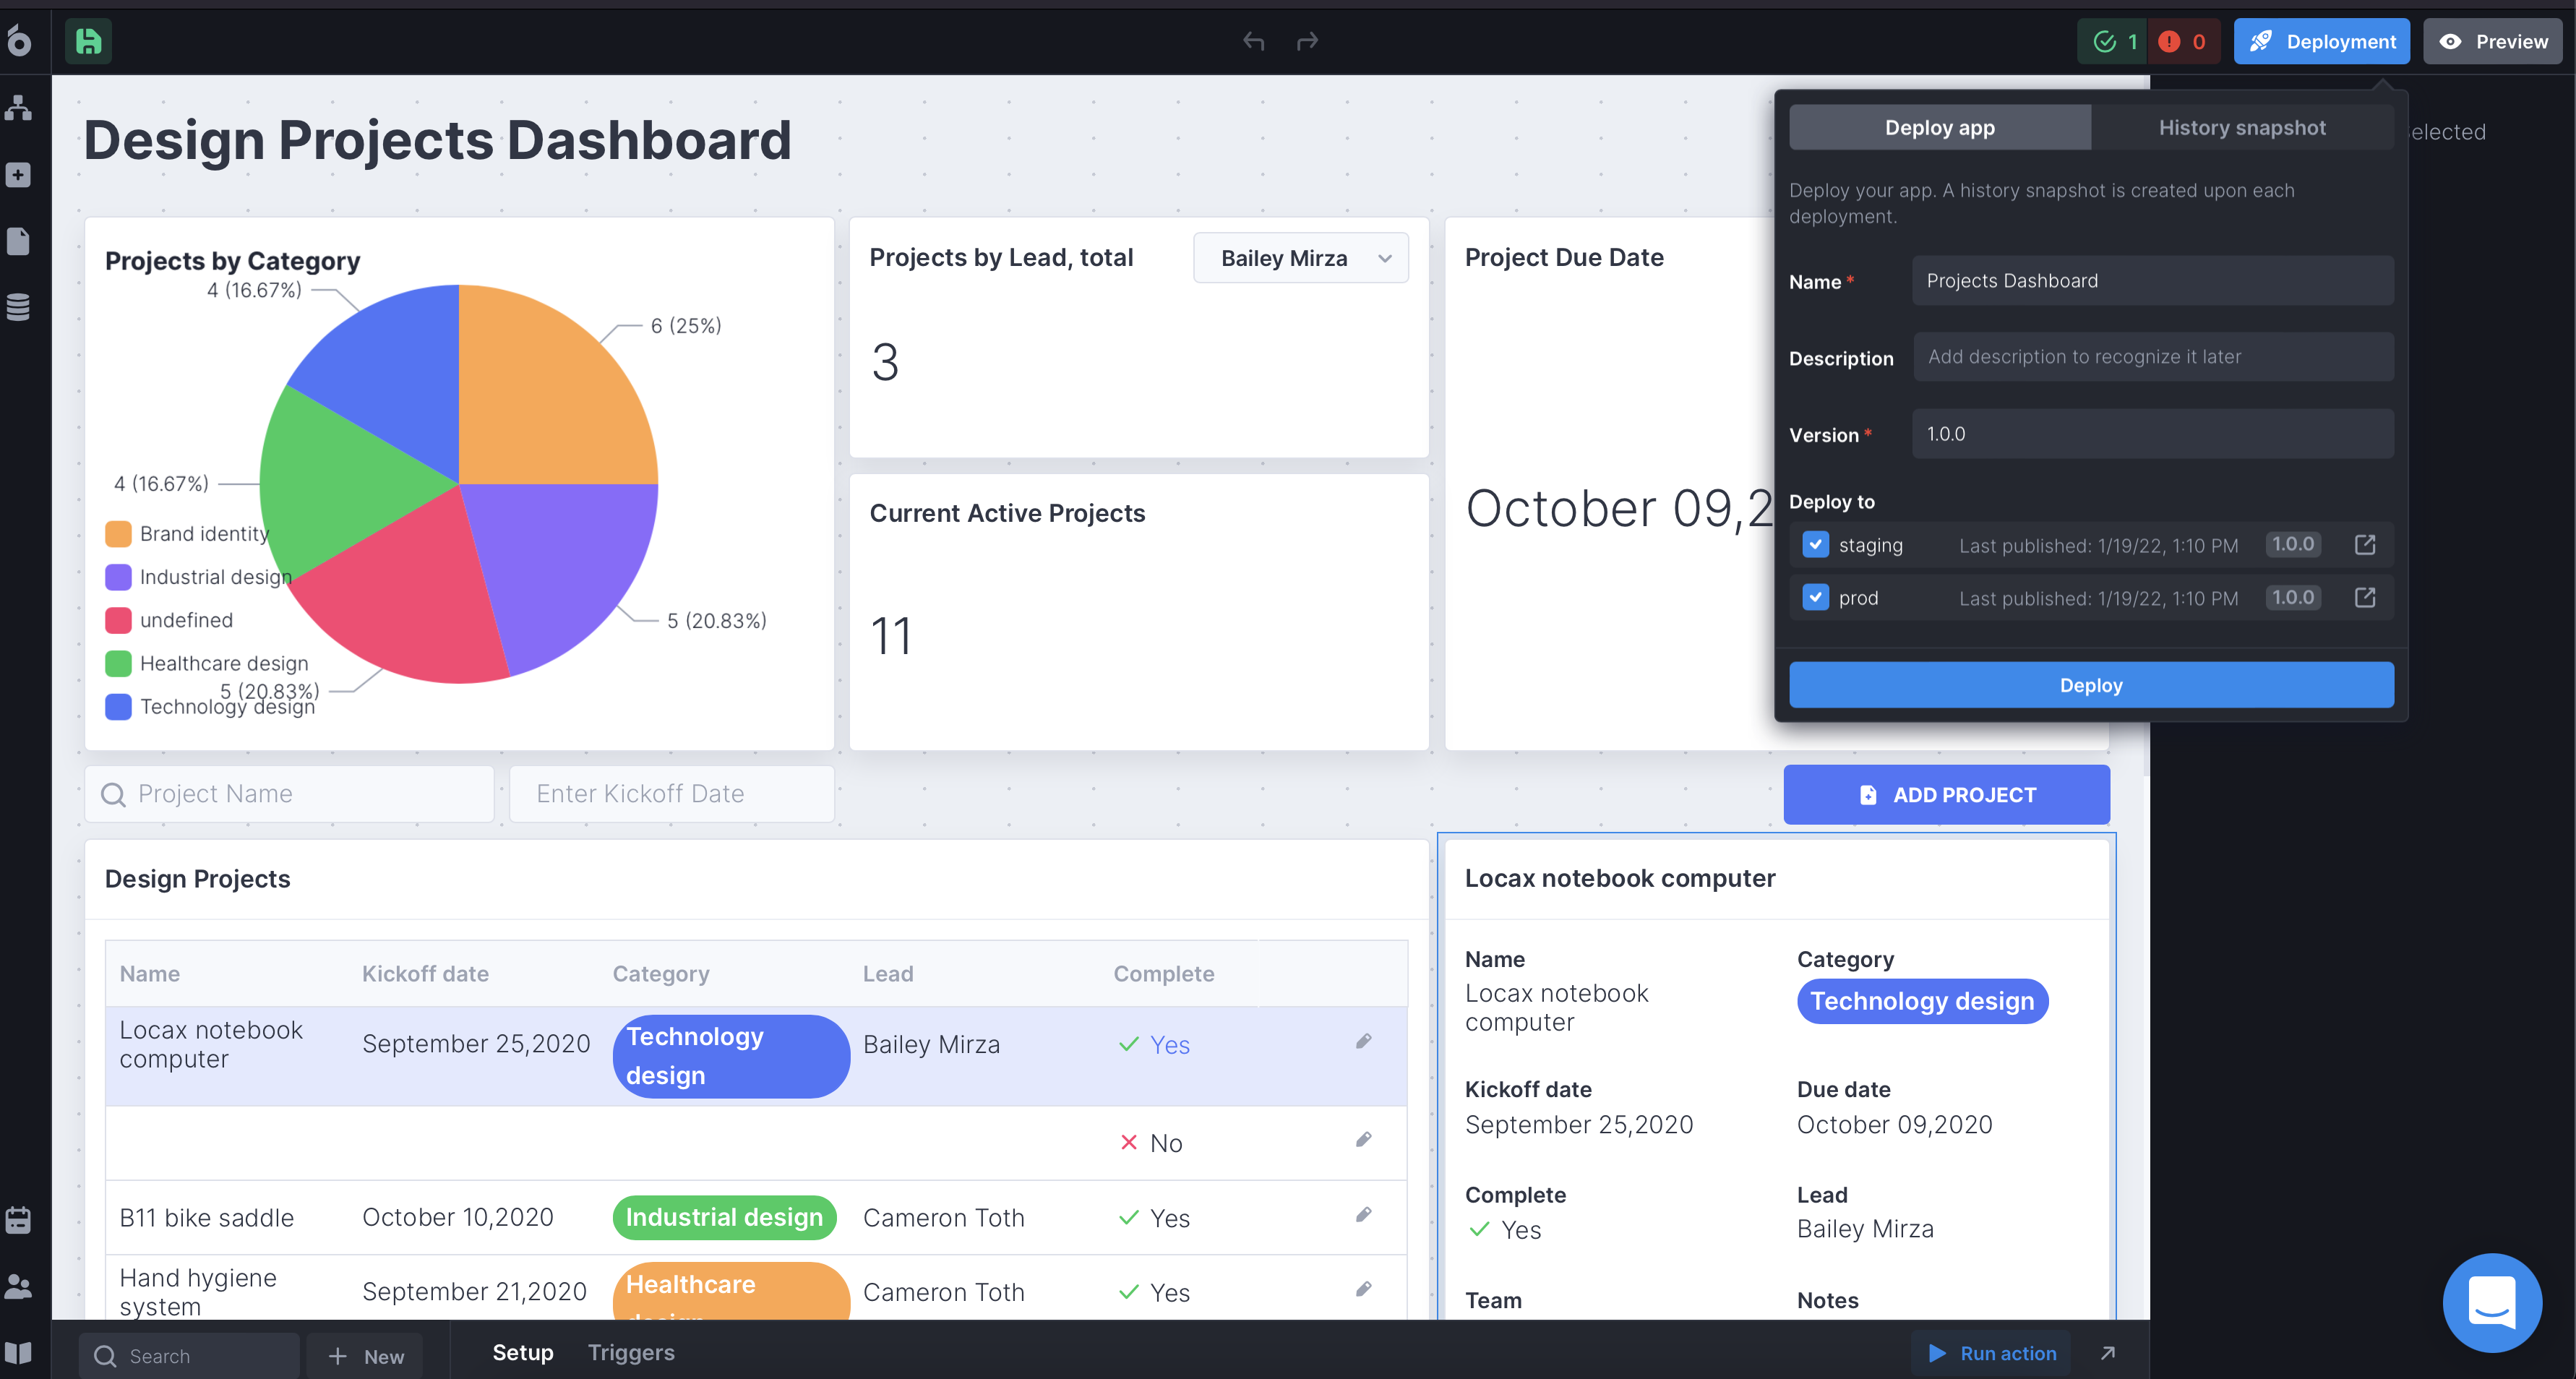 1
0
Deployment
Preview
Design Projects Dashboard
Deploy app
History snapshot
elected
Deploy your app. A history snapshot is created upon each
deployment.
Name *
Projects Dashboard
Description
Add description to recognize it later
Version *
1.0.0
Deploy to
staging
Last published: 1/19/22, 1:10 PM
1.0.0
prod
Last published: 1/19/22, 1:10 PM
1.0.0
Deploy
Projects by Category
4 (16.67%)
6 (25%)
4 (16.67%)
5 (20.83%)
5 (20.83%)
Brand identity
Industrial design
undefined
Healthcare design
Technology design
Projects by Lead, total
Bailey Mirza
3
Current Active Projects
11
Project Due Date
October 09,2
Project Name
Enter Kickoff Date
ADD PROJECT
Design Projects
Name
Kickoff date
Category
Lead
Complete
Locax notebook
computer
September 25,2020
Technology
design
Bailey Mirza
Yes
No
B11 bike saddle
October 10,2020
Industrial design
Cameron Toth
Yes
Hand hygiene
system
September 21,2020
Healthcare
design
Cameron Toth
Yes
Locax notebook computer
Name
Locax notebook
computer
Category
Technology design
Kickoff date
September 25,2020
Due date
October 09,2020
Complete
Yes
Lead
Bailey Mirza
Team
Notes
Search
New
Setup
Triggers
Run action